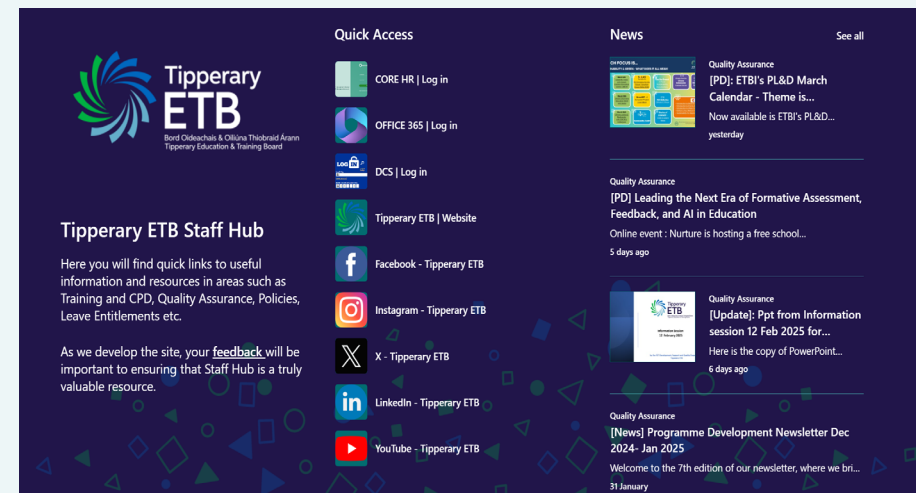 Tipperary
ETB
Bord Oideachais & Oiliúna Thiobraid Árann
Tipperary Education & Training Board
Tipperary ETB Staff Hub
Here you will find quick links to useful
information and resources in areas such as
Training and CPD, Quality Assurance, Policies,
Leave Entitlements etc.
As we develop the site, your feedback will be
important to ensuring that Staff Hub is a truly
valuable resource.
Quick Access
CORE HR | Log in
OFFICE 365 | Log in
LOG IN
DCS | Log in
Tipperary ETB | Website
Facebook - Tipperary ETB
Instagram - Tipperary ETB
X - Tipperary ETB
in
LinkedIn - Tipperary ETB
YouTube - Tipperary ETB
News
See all
Quality Assurance
[PD]: ETBI's PL&D March
Calendar - Theme is...
Now available is ETBI's PL&D...
yesterday
Quality Assurance
[PD] Leading the Next Era of Formative Assessment,
Feedback, and AI in Education
Online event : Nurture is hosting a free school...
5 days ago
Tipperary
ETB
Information Session
Quality Assurance
[Update]: Ppt from Information
session 12 Feb 2025 for...
Here is the copy of PowerPoint...
6 days ago
Quality Assurance
[News] Programme Development Newsletter Dec
2024- Jan 2025
Welcome to the 7th edition of our newsletter, where we bri...
31 January